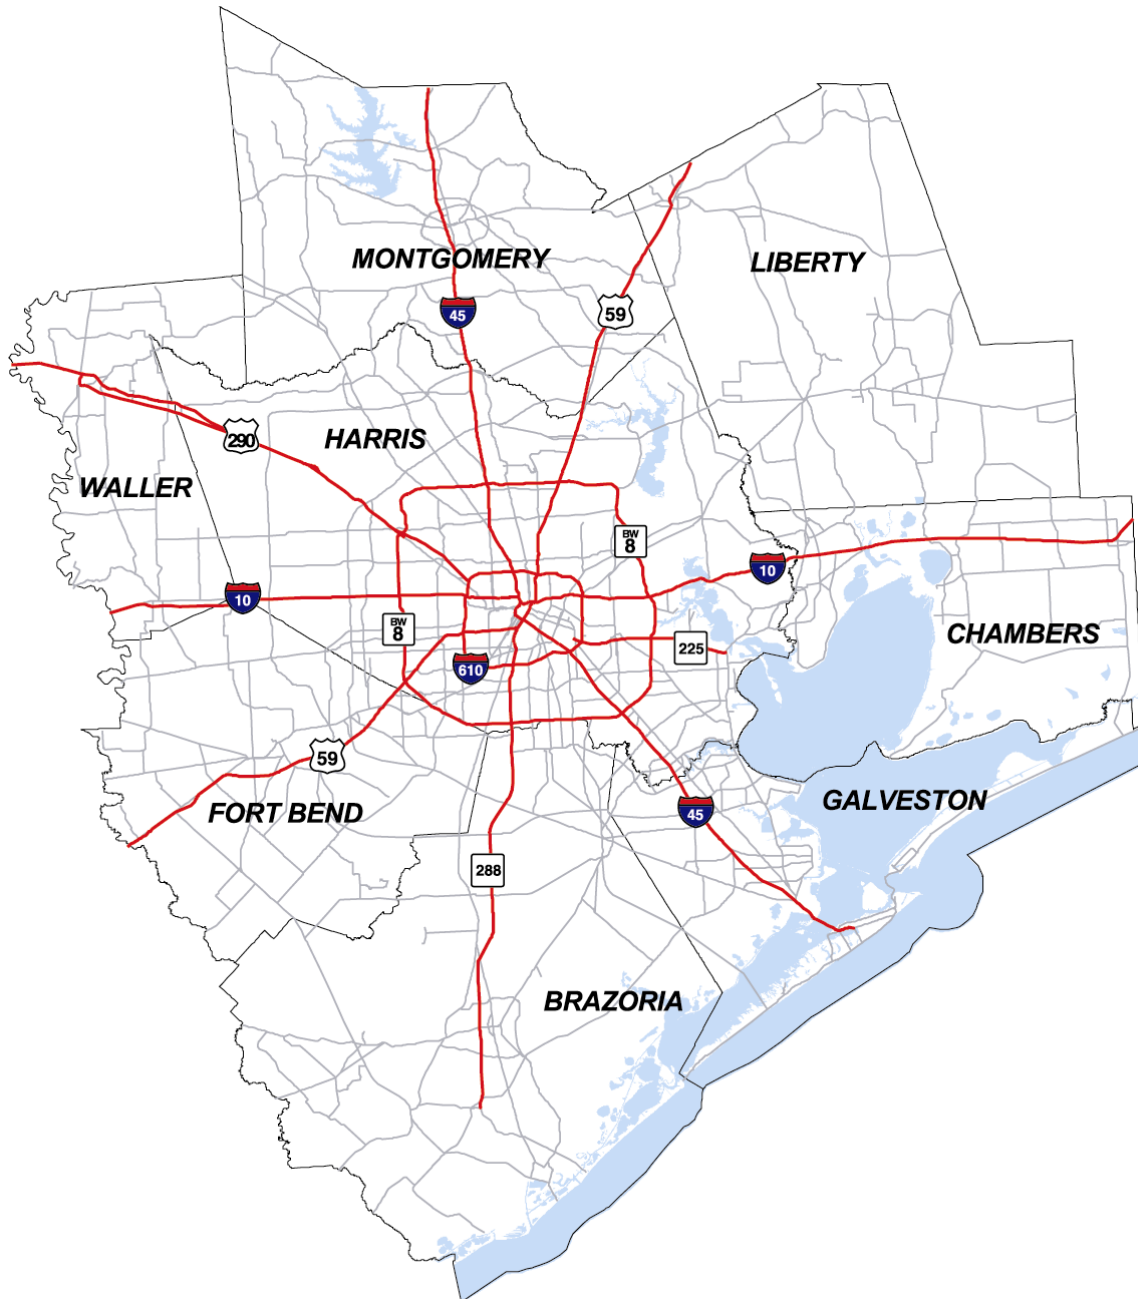 MONTGOMERY
LIBERTY
45
59
290
HARRIS
WALLER
BW
8
10
10
BW
8
225
CHAMBERS
610
59
GALVESTON
FORT BEND
45
288
BRAZORIA